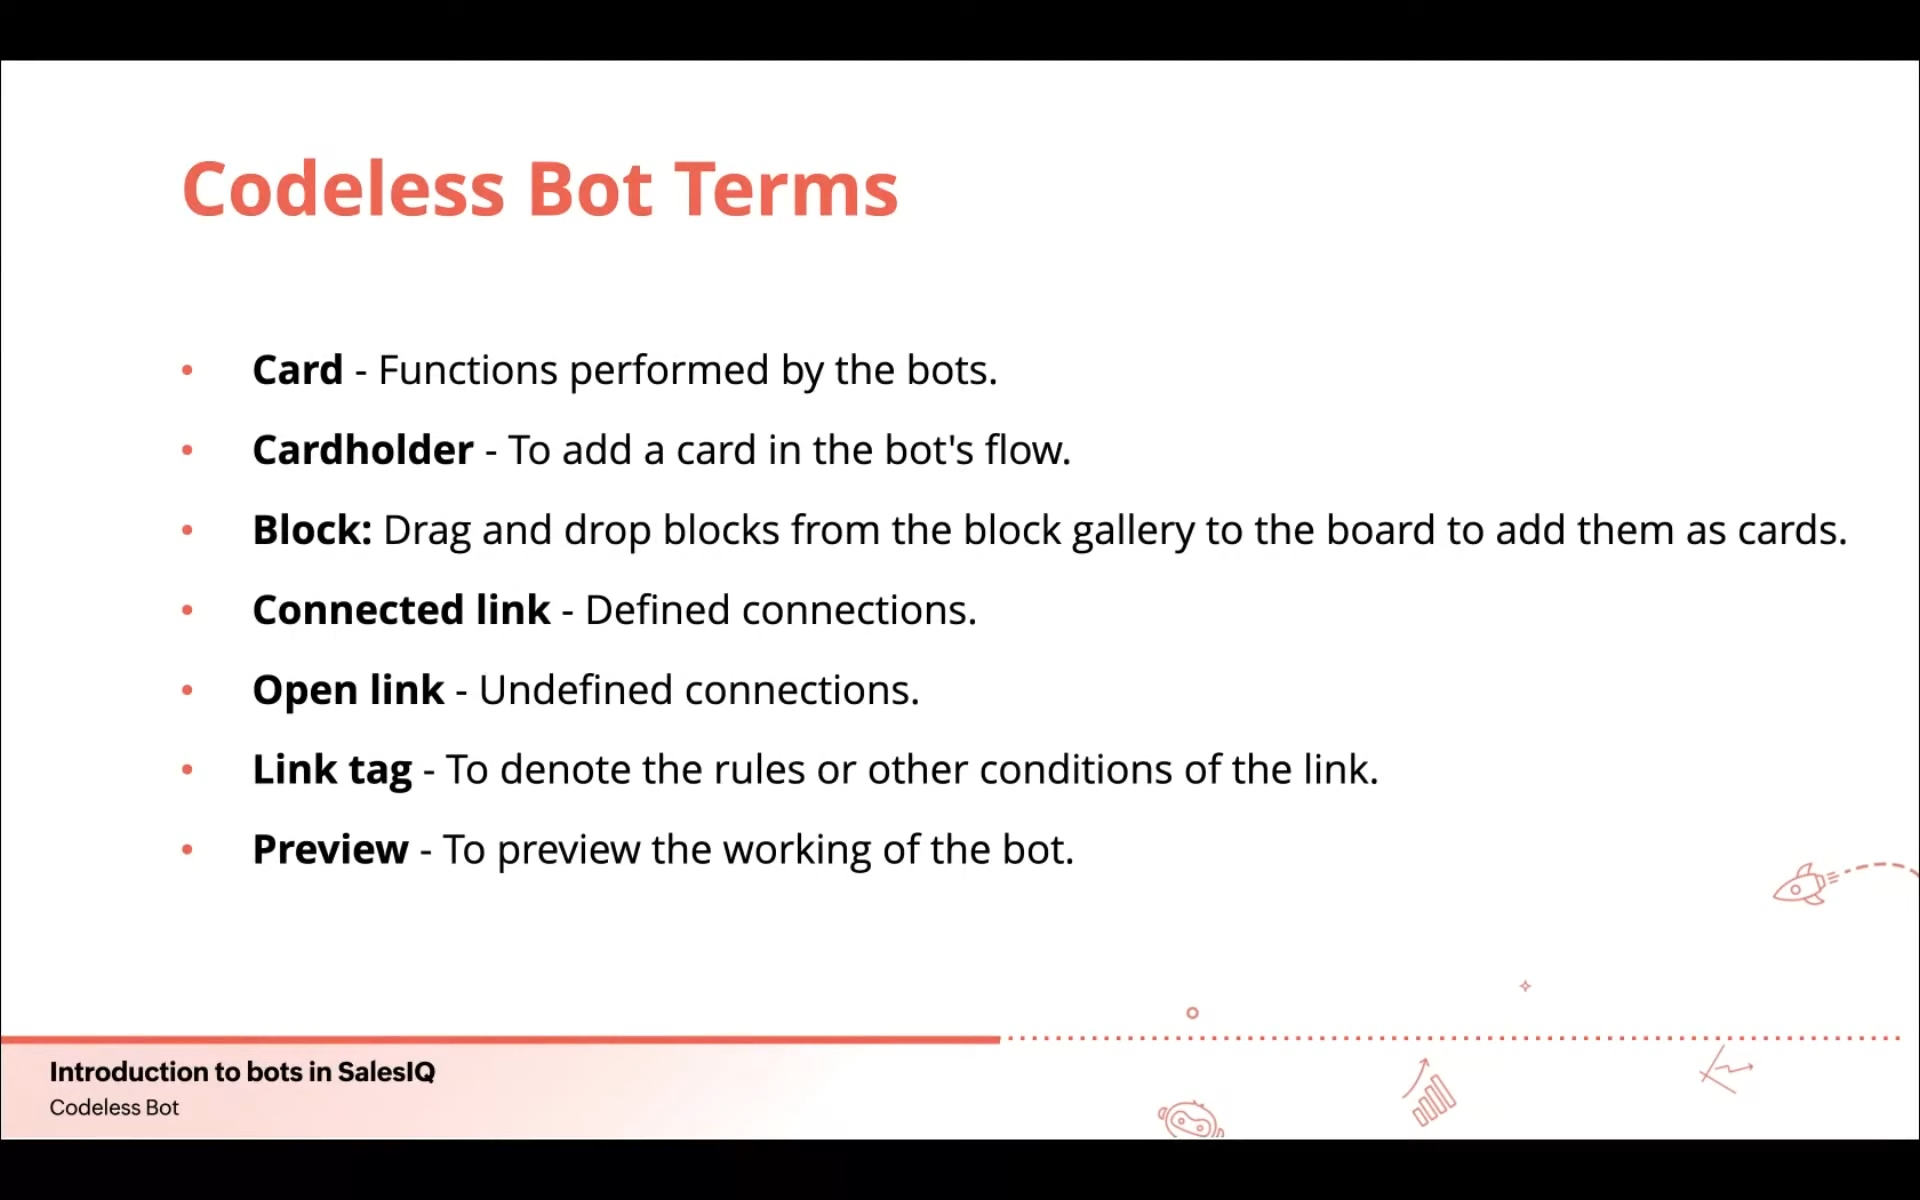 Codeless Bot Terms
• Card - Functions performed by the bots.
• Cardholder - To add a card in the bot's flow.
• Block: Drag and drop blocks from the block gallery to the board to add them as cards.
• Connected link - Defined connections.
• Open link - Undefined connections.
• Link tag - To denote the rules or other conditions of the link.
• Preview - To preview the working of the bot.
Introduction to bots in SalesIQ
Codeless Bot